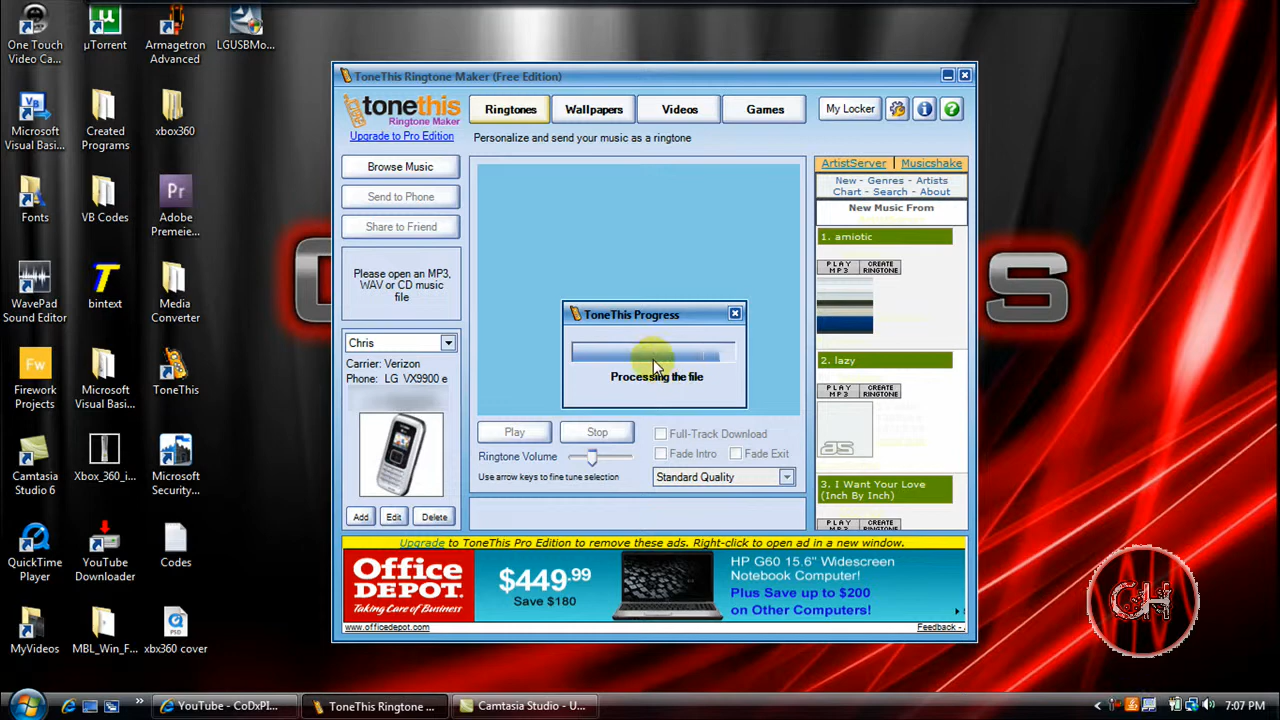 One Touch
Video Ca...
µTorrent
Armagetron
Advanced
LGUSBMo...
Microsoft
Visual Basi...
Created
Programs
xbox360
Fonts
VB Codes
Pr
Adobe
Premeie...
WavePad
Sound Editor
bintext
Media
Converter
Fw
Firework
Projects
Microsoft
Visual Basi...
ToneThis
Camtasia
Studio 6
Xbox_360_i...
Microsoft
Security...
QuickTime
Player
YouTube
Downloader
Codes
MyVideos
MBL_Win_F...
PSD
xbx360 cover
ToneThis Ringtone Maker (Free Edition)
tonethis
Ringtone Maker
Upgrade to Pro Edition
Ringtones
Wallpapers
Videos
Games
My Locker
Personalize and send your music as a ringtone
Browse Music
Send to Phone
Share to Friend
Please open an MP3,
WAV or CD music
file
Chris
Carrier: Verizon
Phone: LG VX9900 e
Add
Edit
Delete
ToneThis Progress
Processing the file
Play
Stop
Full-Track Download
Ringtone Volume
Fade Intro
Fade Exit
Use arrow keys to fine tune selection
Standard Quality
ArtistServer | Musicshake
New - Genres - Artists
Chart - Search - About
New Music From
1. amiotic
PLAY MP3
CREATE RINGTONE
2. lazy
PLAY MP3
CREATE RINGTONE
as
3. I Want Your Love
(Inch By Inch)
PLAY
CREATE
Upgrade to ToneThis Pro Edition to remove these ads. Right-click to open ad in a new window.
Office
DEPOT
Taking Care of Business
$449.99
Save $180
HP G60 15.6" Widescreen
Notebook Computer!
Plus Save up to $200
on Other Computers!
www.officedepot.com
Feedback -
S
YouTube - CoDxPI...
ToneThis Ringtone ...
Camtasia Studio - U...
7:07 PM